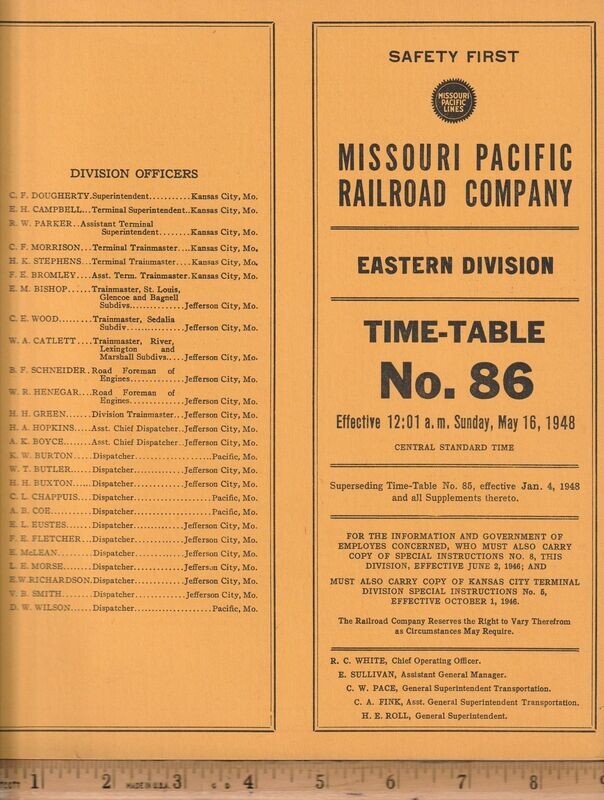 DIVISION OFFICERS
C. F. DOUGHERTY.Superintendent..........Kansas City, Mo.
E. H. CAMPBELL...Terminal Superintendent..Kansas City, Mo.
R. W. PARKER..Assistant Terminal
Superintendent........Kansas City, Mo.
C. F. MORRISON...Terminal Trainmaster....Kansas City, Mo.
H. K. STEPHENS...Terminal Trainmaster....Kansas City, Mo.
F. E. BROMLEY....Asst. Term. Trainmaster.Kansas City, Mo.
E. M. BISHOP......Trainmaster, St. Louis,
Glencoe and Bagnell
Subdivs.............Jefferson City, Mo.
C. E. WOOD.........Trainmaster, Sedalia
Subdiv..............Jefferson City, Mo.
W. A. CATLETT....Trainmaster, River,
Lexington and
Marshall Subdivs....Jefferson City, Mo.
B. F. SCHNEIDER.Road Foreman of
Engines.............Jefferson City, Mo.
W. R. HENEGAR...Road Foreman of
Engines.............Jefferson City, Mo.
H. H. GREEN.......Division Trainmaster...Jefferson City, Mo.
H. A. HOPKINS....Asst. Chief Dispatcher..Jefferson City, Mo.
A. K. BOYCE.......Asst. Chief Dispatcher..Jefferson City, Mo.
K. W. BURTON.....Dispatcher..................Pacific, Mo.
W. T. BUTLER......Dispatcher............Jefferson City, Mo.
H. H. BUXTON.....Dispatcher............Jefferson City, Mo.
C. L. CHAPPUIS....Dispatcher..................Pacific, Mo.
A. B. COE...........Dispatcher..................Pacific, Mo.
E. L. EUSTES.......Dispatcher............Jefferson City, Mo.
F. E. FLETCHER...Dispatcher............Jefferson City, Mo.
E. McLEAN.........Dispatcher............Jefferson City, Mo.
L. E. MORSE........Dispatcher............Jefferson City, Mo.
E.W.RICHARDSON.Dispatcher............Jefferson City, Mo.
V. B. SMITH........Dispatcher............Jefferson City, Mo.
D. W. WILSON......Dispatcher..................Pacific, Mo.
SAFETY FIRST
MISSOURI
PACIFIC
LINES
MISSOURI PACIFIC
RAILROAD COMPANY
EASTERN DIVISION
TIME-TABLE
No. 86
Effective 12:01 a.m. Sunday, May 16, 1948
CENTRAL STANDARD TIME
Superseding Time-Table No. 85, effective Jan. 4, 1948
and all Supplements thereto.
FOR THE INFORMATION AND GOVERNMENT OF
EMPLOYES CONCERNED, WHO MUST ALSO CARRY
COPY OF SPECIAL INSTRUCTIONS NO. 8, THIS
DIVISION, EFFECTIVE JUNE 2, 1946; AND
MUST ALSO CARRY COPY OF KANSAS CITY TERMINAL
DIVISION SPECIAL INSTRUCTIONS No. 5,
EFFECTIVE OCTOBER 1, 1946.
The Railroad Company Reserves the Right to Vary Therefrom
as Circumstances May Require.
R. C. WHITE, Chief Operating Officer.
E. SULLIVAN, Assistant General Manager.
C. W. PACE, General Superintendent Transportation.
C. A. FINK, Asst. General Superintendent Transportation.
H. E. ROLL, General Superintendent.
1 2 MADE IN U.S.A. 3 4 5 6 7 8